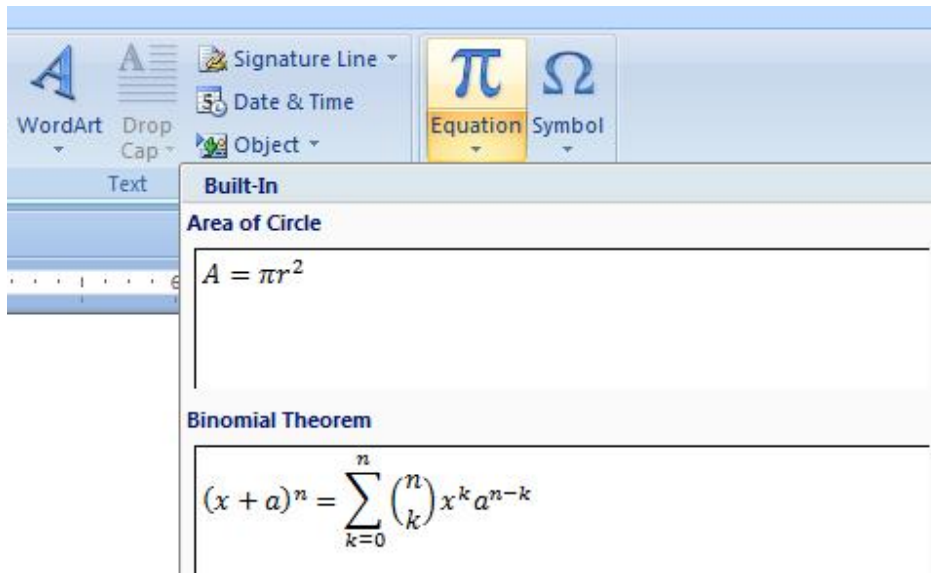 Signature Line
WordArt Drop Cap Date & Time Equation Symbol
Object
Text
Built-In
Area of Circle
6
A = πr²
Binomial Theorem
(x + a)ⁿ = ∑ₖ₌₀ⁿ (n k) xᵏaⁿ⁻ᵏ